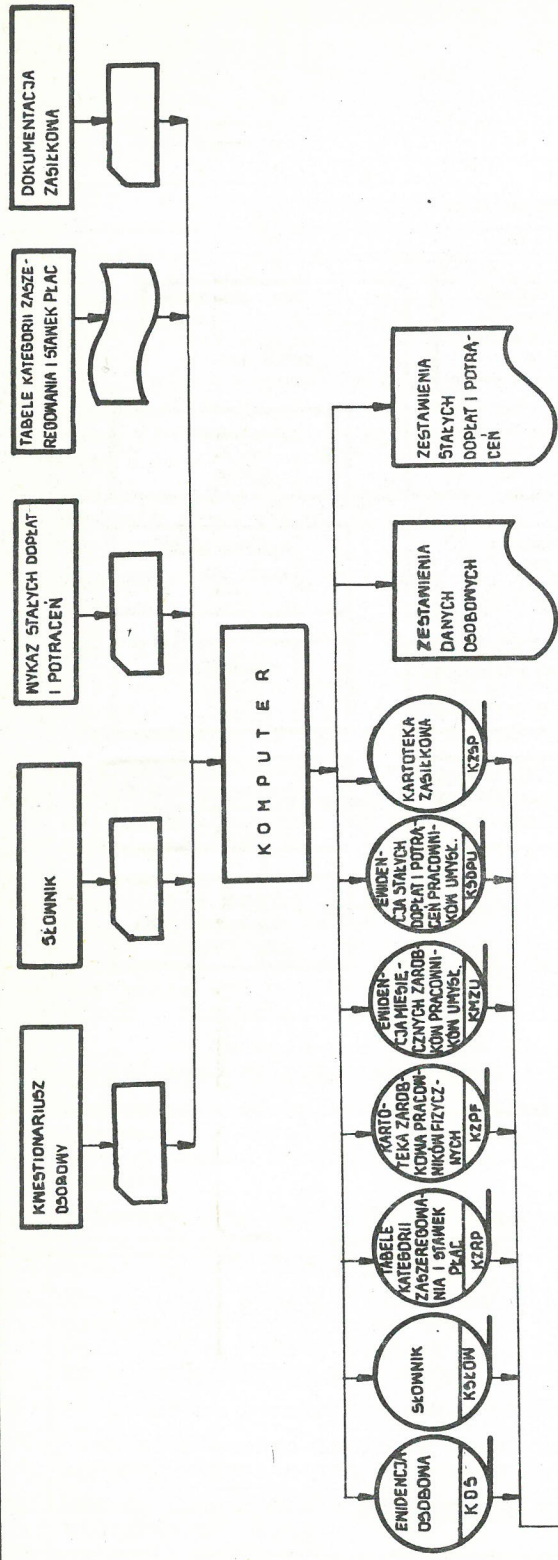 KWESTIONARIUSZ
OSOBOWY
SŁOWNIK
WYKAZ STAŁYCH DOPŁAT
I POTRĄCEŃ
TABELE KATEGORII ZASZE-
REGOWANIA I STAWEK PŁAC
DOKUMENTACJA
ZASIŁKOWA
KOMPUTER
EWIDENCJA
OSOBOWA
KOS
SŁOWNIK
KSŁOW
TABELE
KATEGORII
ZASZEREGOWA-
NIA I STAWEK
PŁAC
KZRP
KARTO-
TEKA ZAROB-
KOWA PRACOW-
NIKÓW FIZYCZ-
NYCH
KZPF
EWIDEN-
CJA MIESIĘ-
CZNYCH ZAROB-
KÓW PRACOWNI-
KÓW UMYSŁ.
KMZU
EWIDEN-
CJA STAŁYCH
DOPŁAT I POTRĄ-
CEŃ PRACOWNI-
KÓW UMYSŁ.
KSDPU
KARTOTEKA
ZASIŁKOWA
KZSP
ZESTAWIENIA
DANYCH
OSOBOWYCH
ZESTAWIENIA
STAŁYCH
DOPŁAT I POTRĄ-
CEŃ